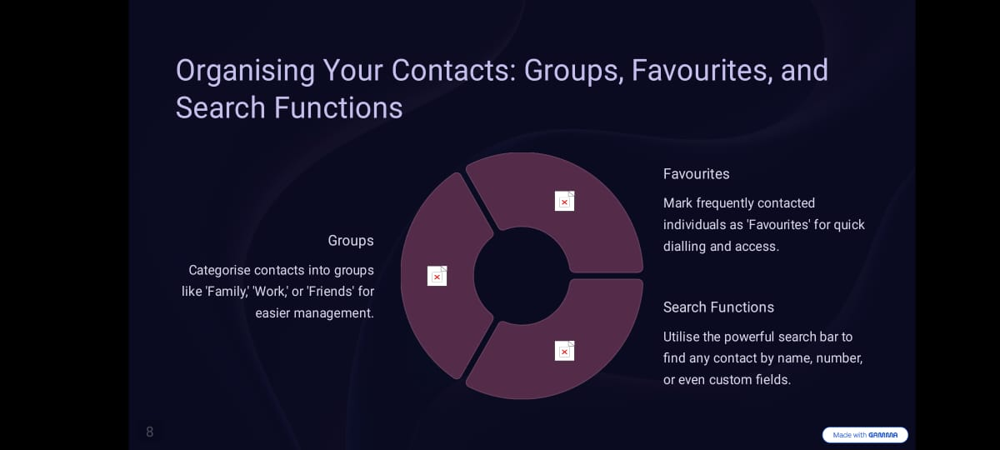 Organising Your Contacts: Groups, Favourites, and
Search Functions
Groups
Categorise contacts into groups
like 'Family,' 'Work,' or 'Friends' for
easier management.
Favourites
Mark frequently contacted
individuals as 'Favourites' for quick
dialling and access.
Search Functions
Utilise the powerful search bar to
find any contact by name, number,
or even custom fields.
8
Made with GAMMA